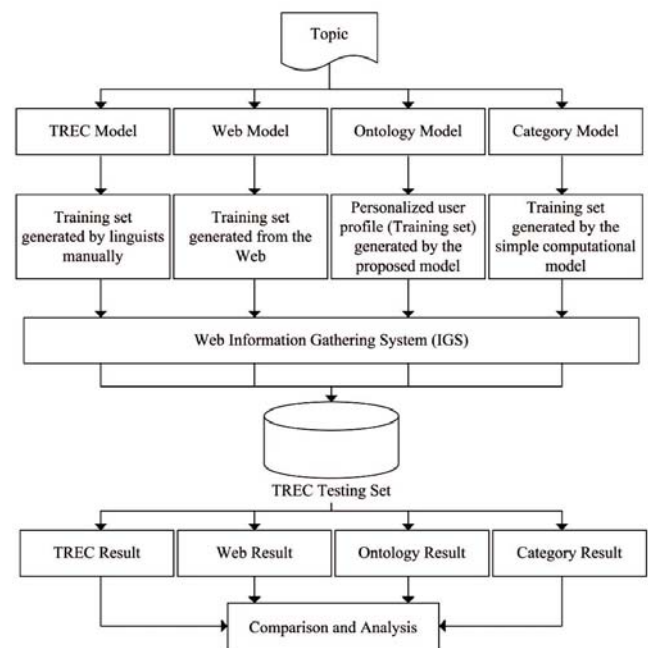 Topic
TREC Model
Web Model
Ontology Model
Category Model
Training set
generated by linguists
manually
Training set
generated from the
Web
Personalized user
profile (Training set)
generated by the
proposed model
Training set
generated by the
simple computational
model
Web Information Gathering System (IGS)
TREC Testing Set
TREC Result
Web Result
Ontology Result
Category Result
Comparison and Analysis